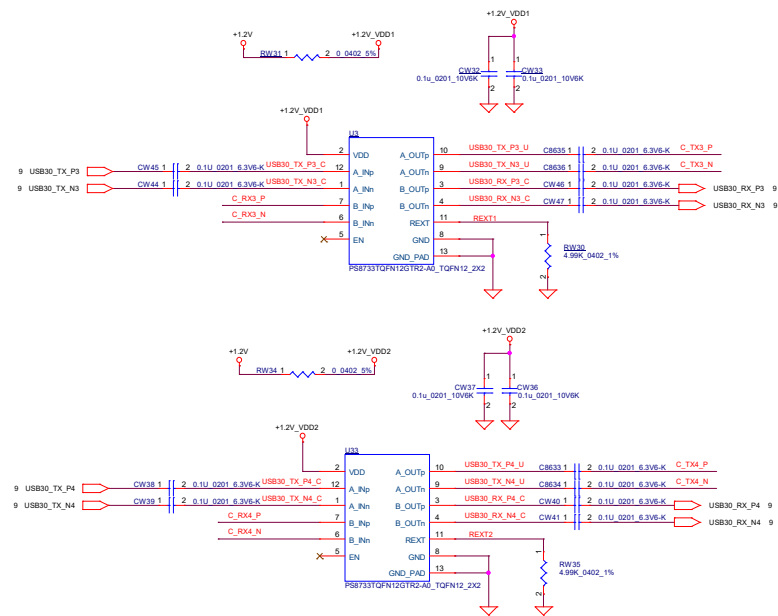 +1.2V_VDD1
+1.2V +1.2V_VDD1
RW31 1 2 0_0402_5%
1 1
CW32 CW33
0.1u_0201_10V6K 0.1u_0201_10V6K
2 2
+1.2V_VDD1
U3
9 USB30_TX_P3 CW45 1 2 0.1U_0201_6.3V6-K USB30_TX_P3_C
9 USB30_TX_N3 CW44 1 2 0.1U_0201_6.3V6-K USB30_TX_N3_C
C_RX3_P
C_RX3_N
2 VDD A_OUTp 10 USB30_TX_P3_U C8635 1 2 0.1U_0201_6.3V6-K C_TX3_P
12 A_INp A_OUTn 9 USB30_TX_N3_U C8636 1 2 0.1U_0201_6.3V6-K C_TX3_N
1 A_INn B_OUTp 3 USB30_RX_P3_C CW46 1 2 0.1U_0201_6.3V6-K USB30_RX_P3 9
7 B_INp B_OUTn 4 USB30_RX_N3_C CW47 1 2 0.1U_0201_6.3V6-K USB30_RX_N3 9
6 B_INn REXT 11 REXT1
5 EN GND 8
GND_PAD 13
1
RW30
4.99K_0402_1%
2
PS8733TQFN12GTR2-A0_TQFN12_2X2
+1.2V_VDD2
+1.2V +1.2V_VDD2
RW34 1 2 0_0402_5%
1 1
CW37 CW36
0.1u_0201_10V6K 0.1u_0201_10V6K
2 2
+1.2V_VDD2
U33
9 USB30_TX_P4 CW38 1 2 0.1U_0201_6.3V6-K USB30_TX_P4_C
9 USB30_TX_N4 CW39 1 2 0.1U_0201_6.3V6-K USB30_TX_N4_C
C_RX4_P
C_RX4_N
2 VDD A_OUTp 10 USB30_TX_P4_U C8633 1 2 0.1U_0201_6.3V6-K C_TX4_P
12 A_INp A_OUTn 9 USB30_TX_N4_U C8634 1 2 0.1U_0201_6.3V6-K C_TX4_N
1 A_INn B_OUTp 3 USB30_RX_P4_C CW40 1 2 0.1U_0201_6.3V6-K USB30_RX_P4 9
7 B_INp B_OUTn 4 USB30_RX_N4_C CW41 1 2 0.1U_0201_6.3V6-K USB30_RX_N4 9
6 B_INn REXT 11 REXT2
5 EN GND 8
GND_PAD 13
1
RW35
4.99K_0402_1%
2
PS8733TQFN12GTR2-A0_TQFN12_2X2